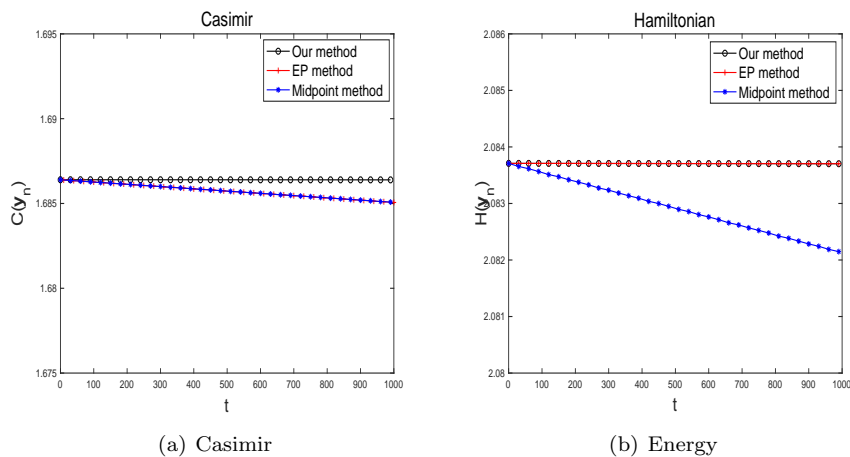 Casimir
1.695
1.69
1.685
1.68
1.675
C(yn)
Our method
EP method
Midpoint method
0 100 200 300 400 500 600 700 800 900 1000
t
(a) Casimir
Hamiltonian
2.086
2.085
2.084
2.083
2.082
2.081
2.08
H(yn)
Our method
EP method
Midpoint method
0 100 200 300 400 500 600 700 800 900 1000
t
(b) Energy